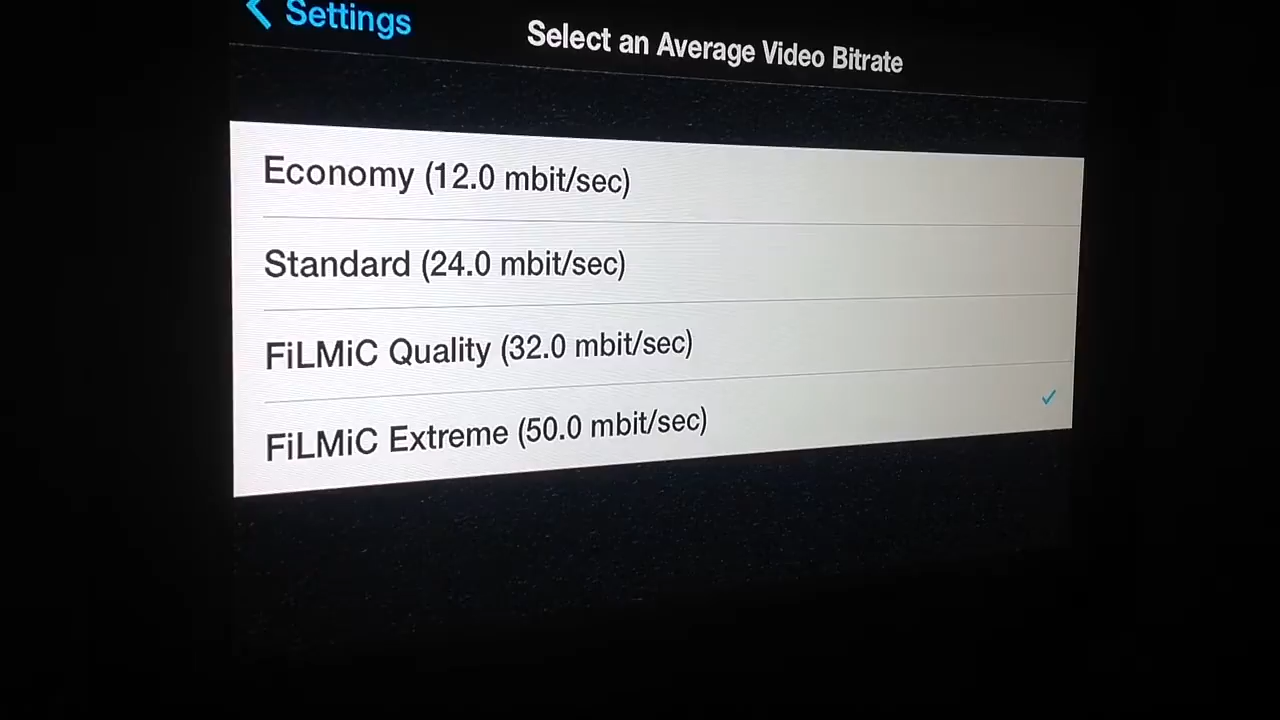 Settings
Select an Average Video Bitrate
Economy (12.0 mbit/sec)
Standard (24.0 mbit/sec)
FiLMiC Quality (32.0 mbit/sec)
FiLMiC Extreme (50.0 mbit/sec)